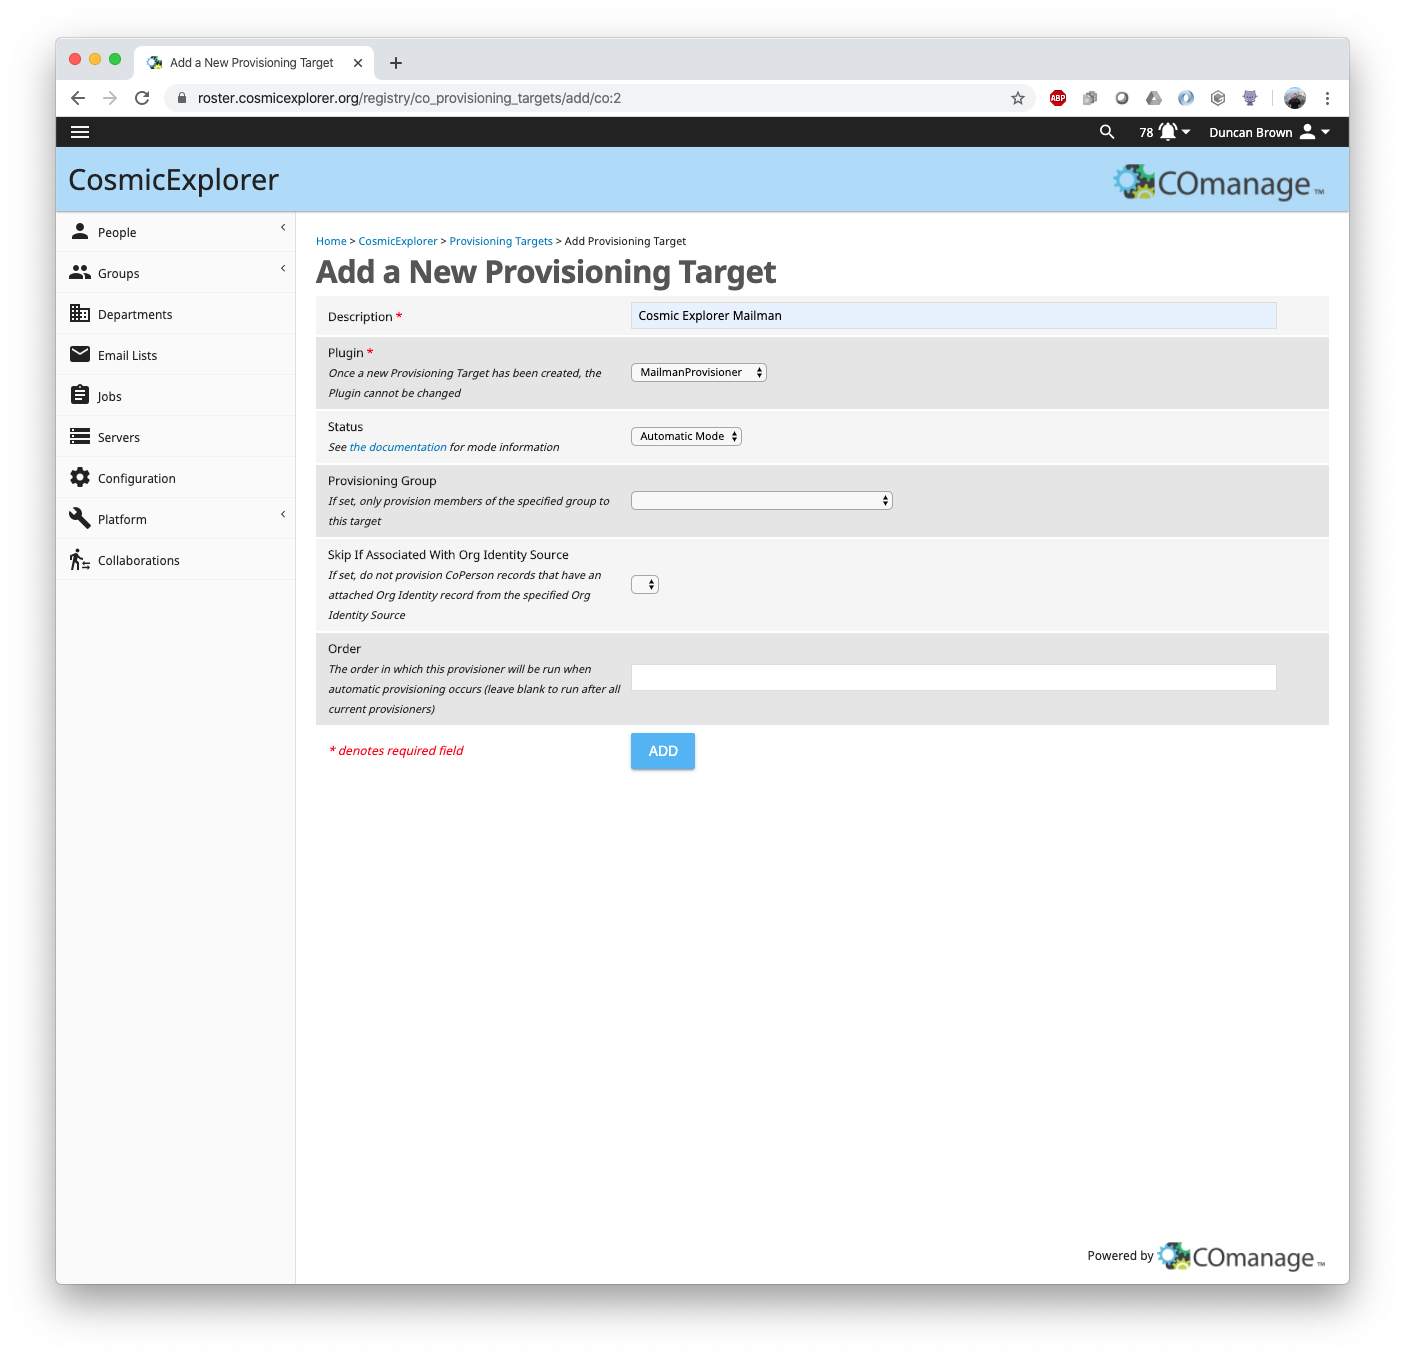 Add a New Provisioning Target
roster.cosmicexplorer.org/registry/co_provisioning_targets/add/co:2
ABP
78
Duncan Brown
CosmicExplorer
COmanage ™
People
Groups
Departments
Email Lists
Jobs
Servers
Configuration
Platform
Collaborations
Home > CosmicExplorer > Provisioning Targets > Add Provisioning Target
Add a New Provisioning Target
Description *
Cosmic Explorer Mailman
Plugin *
Once a new Provisioning Target has been created, the
Plugin cannot be changed
MailmanProvisioner
Status
See the documentation for mode information
Automatic Mode
Provisioning Group
If set, only provision members of the specified group to
this target
Skip If Associated With Org Identity Source
If set, do not provision CoPerson records that have an
attached Org Identity record from the specified Org
Identity Source
Order
The order in which this provisioner will be run when
automatic provisioning occurs (leave blank to run after all
current provisioners)
* denotes required field
ADD
Powered by COmanage ™